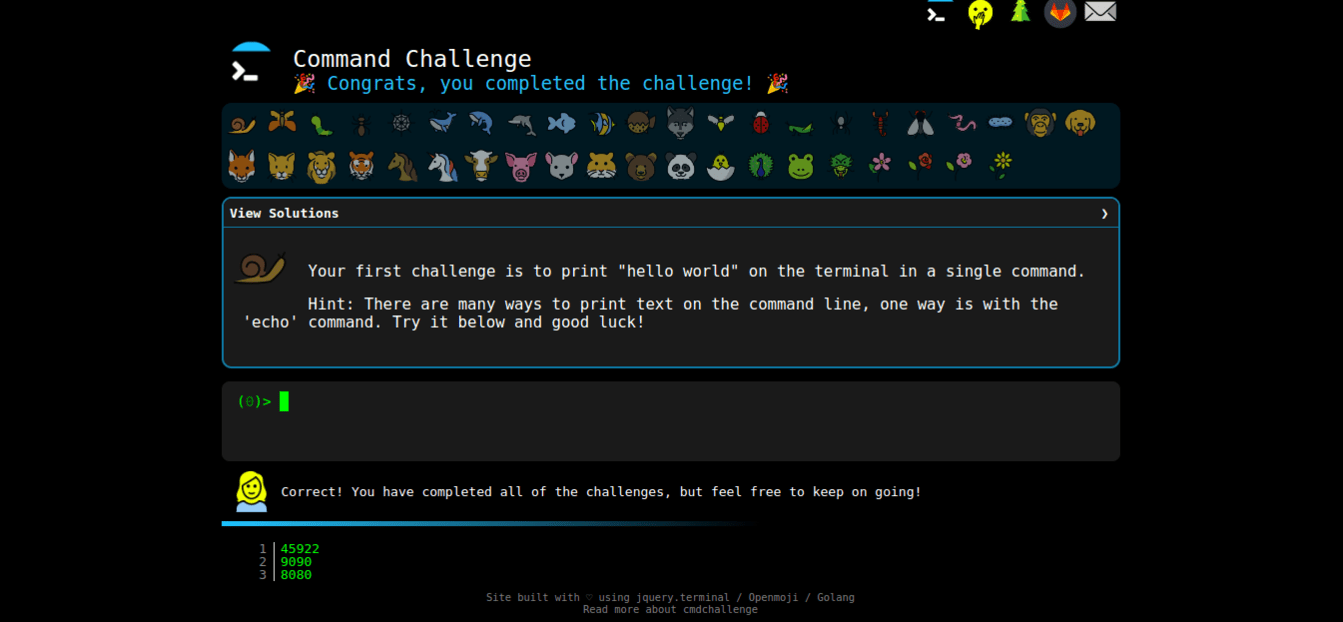 Command Challenge
🎉 Congrats, you completed the challenge! 🎉
View Solutions ❯
Your first challenge is to print "hello world" on the terminal in a single command.
Hint: There are many ways to print text on the command line, one way is with the
'echo' command. Try it below and good luck!
(0)>
Correct! You have completed all of the challenges, but feel free to keep on going!
1 45922
2 9090
3 8080
Site built with ♡ using jquery.terminal / Openmoji / Golang
Read more about cmdchallenge